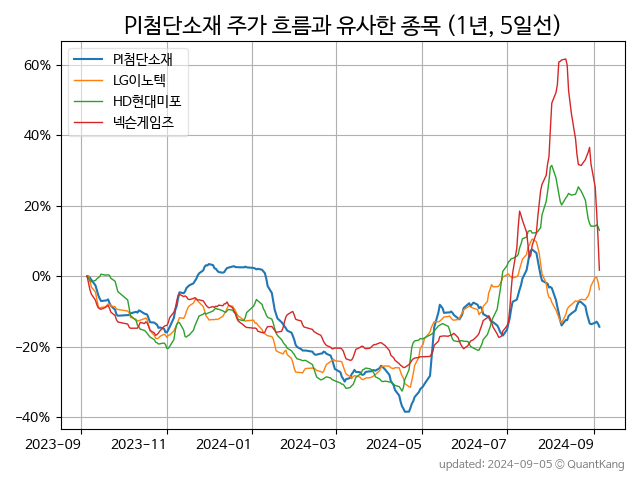 PI첨단소재 주가 흐름과 유사한 종목 (1년, 5일선)
PI첨단소재
LG이노텍
HD현대미포
넥슨게임즈
60%
40%
20%
0%
−20%
−40%
2023-09 2023-11 2024-01 2024-03 2024-05 2024-07 2024-09
updated: 2024-09-05 © QuantKang